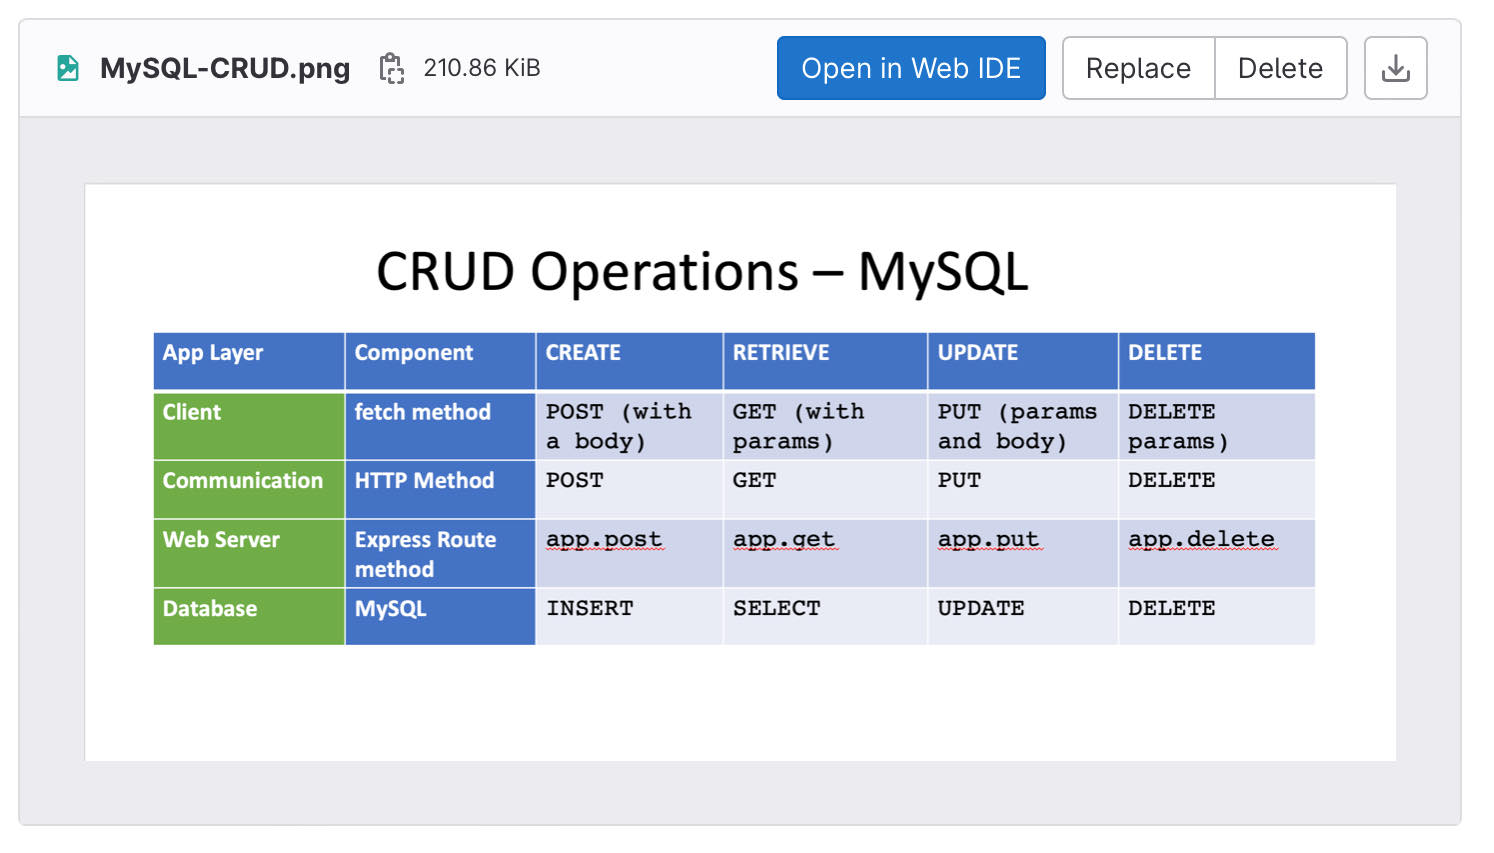 MySQL-CRUD.png 210.86 KiB Open in Web IDE Replace Delete
CRUD Operations – MySQL
App Layer Component CREATE RETRIEVE UPDATE DELETE
Client fetch method POST (with GET (with PUT (params DELETE
a body) params) and body) params)
Communication HTTP Method POST GET PUT DELETE
Web Server Express Route app.post app.get app.put app.delete
method
Database MySQL INSERT SELECT UPDATE DELETE